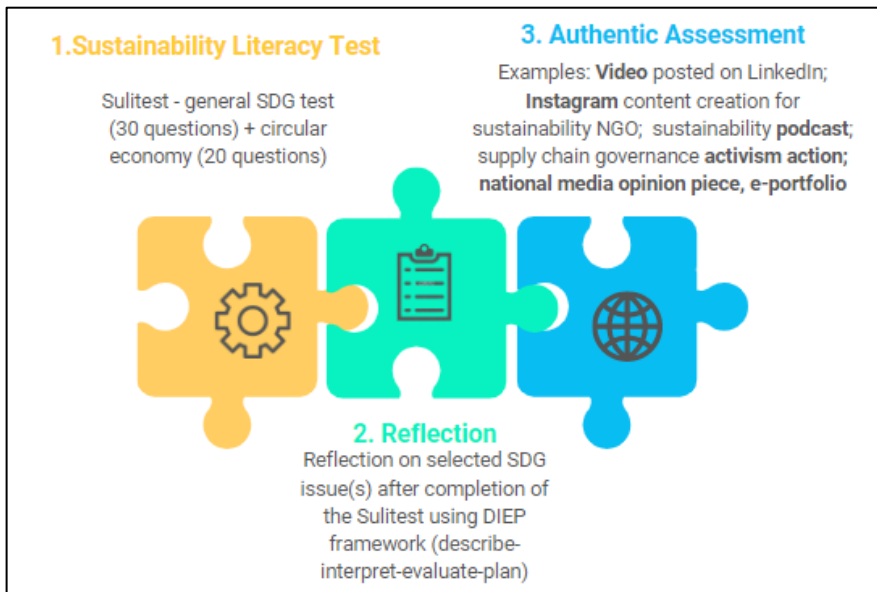 1.Sustainability Literacy Test
Sulitest - general SDG test
(30 questions) + circular
economy (20 questions)
2. Reflection
Reflection on selected SDG
issue(s) after completion of
the Sulitest using DIEP
framework (describe-
interpret-evaluate-plan)
3. Authentic Assessment
Examples: Video posted on LinkedIn;
Instagram content creation for
sustainability NGO;  sustainability podcast;
supply chain governance activism action;
national media opinion piece, e-portfolio